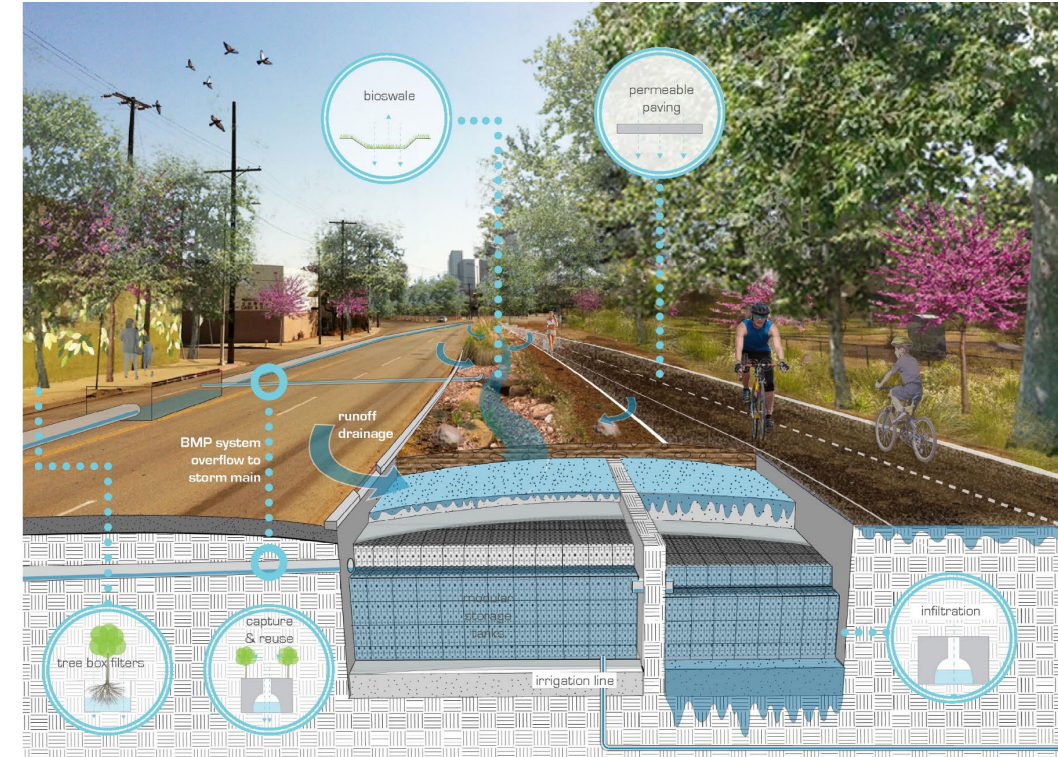 bioswale
permeable
paving
runoff
drainage
BMP system
overflow to
storm main
modular
storage
tanks
capture
& reuse
tree box filters
infiltration
irrigation line